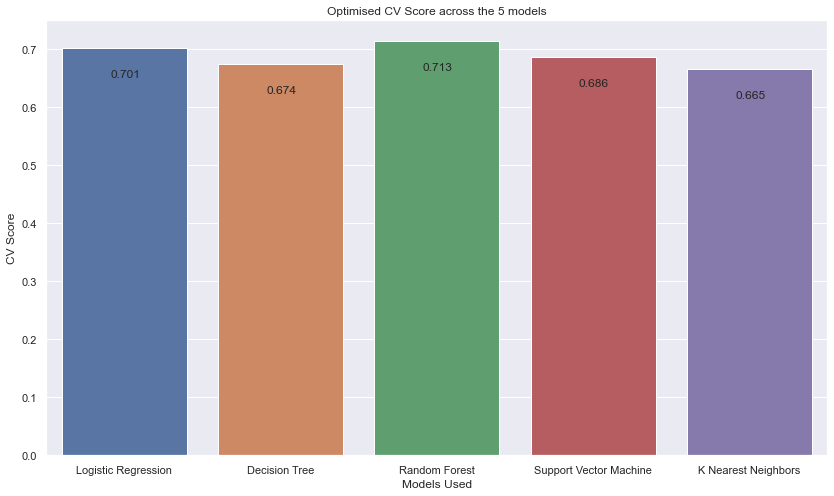 Optimised CV Score across the 5 models
CV Score
0.7
0.6
0.5
0.4
0.3
0.2
0.1
0.0
0.701
0.674
0.713
0.686
0.665
Logistic Regression
Decision Tree
Random Forest
Support Vector Machine
K Nearest Neighbors
Models Used